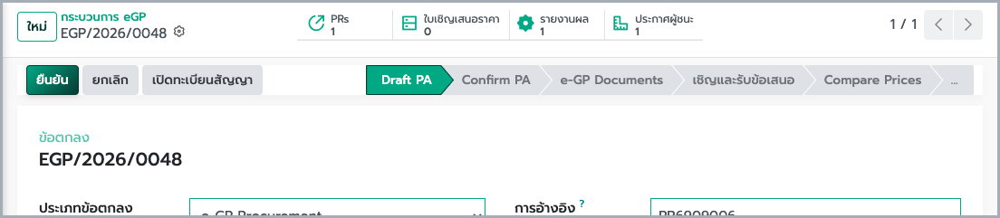 ใหม่
กระบวนการ eGP
EGP/2026/0048
PRs
1
ใบเชิญเสนอราคา
0
รายงานผล
1
ประกาศผู้ชนะ
1
1 / 1
ยืนยัน ยกเลิก เปิดทะเบียนสัญญา
Draft PA Confirm PA e-GP Documents เชิญและรับข้อเสนอ Compare Prices ...
ข้อตกลง
EGP/2026/0048
ประเภทข้อตกลง e-GP Procurement
การอ้างอิง ? PR6909006